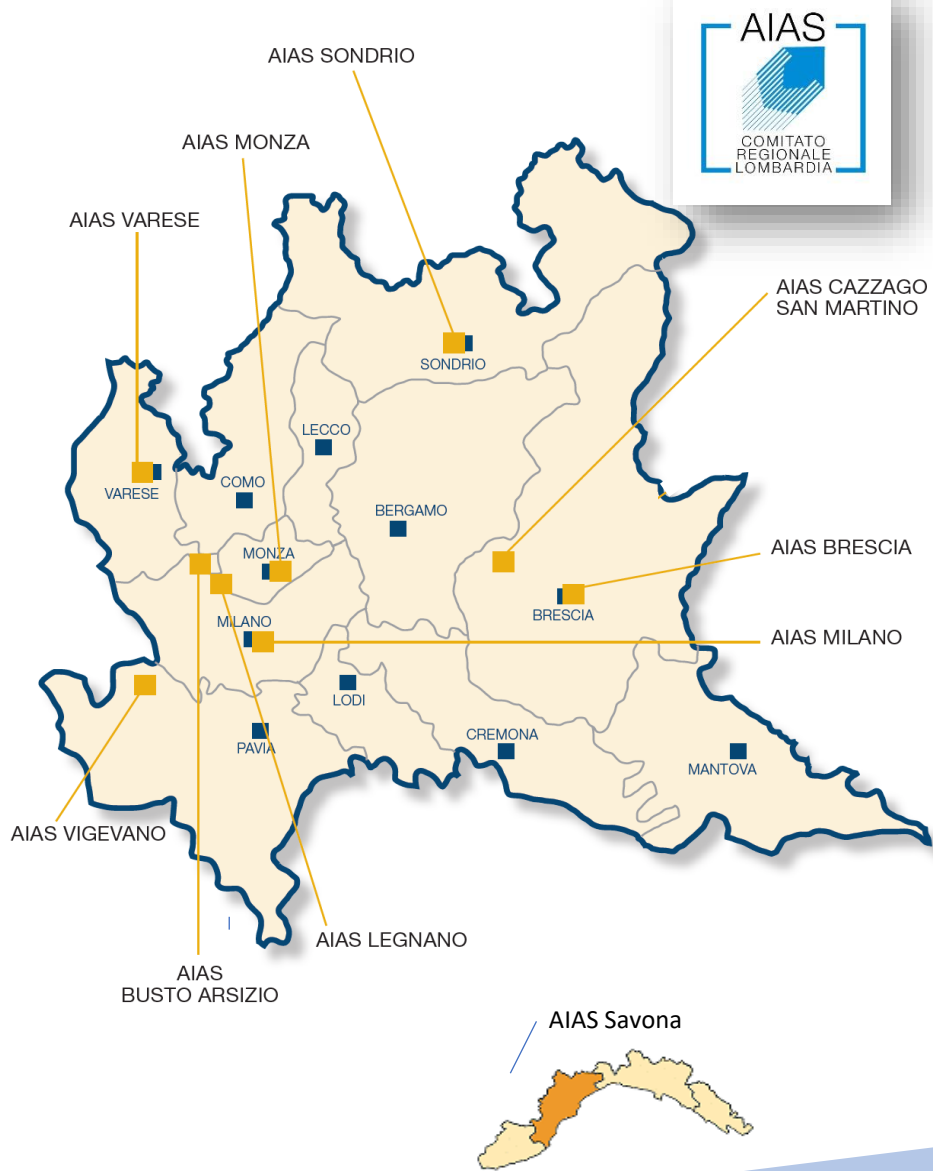 AIAS
COMITATO
REGIONALE
LOMBARDIA
AIAS SONDRIO
AIAS MONZA
AIAS VARESE
AIAS CAZZAGO
SAN MARTINO
SONDRIO
LECCO
COMO
VARESE
BERGAMO
MONZA
AIAS BRESCIA
BRESCIA
MILANO
AIAS MILANO
LODI
PAVIA
CREMONA
MANTOVA
AIAS VIGEVANO
AIAS LEGNANO
AIAS
BUSTO ARSIZIO
AIAS Savona